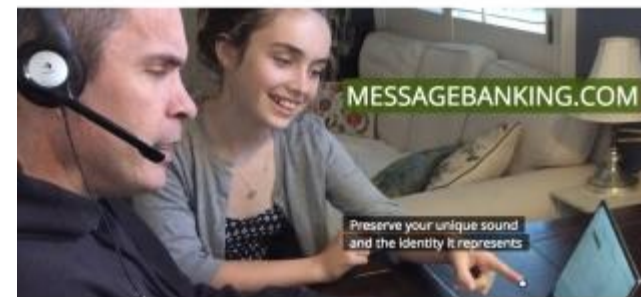 MESSAGEBANKING.COM
Preserve your unique sound
and the identity it represents